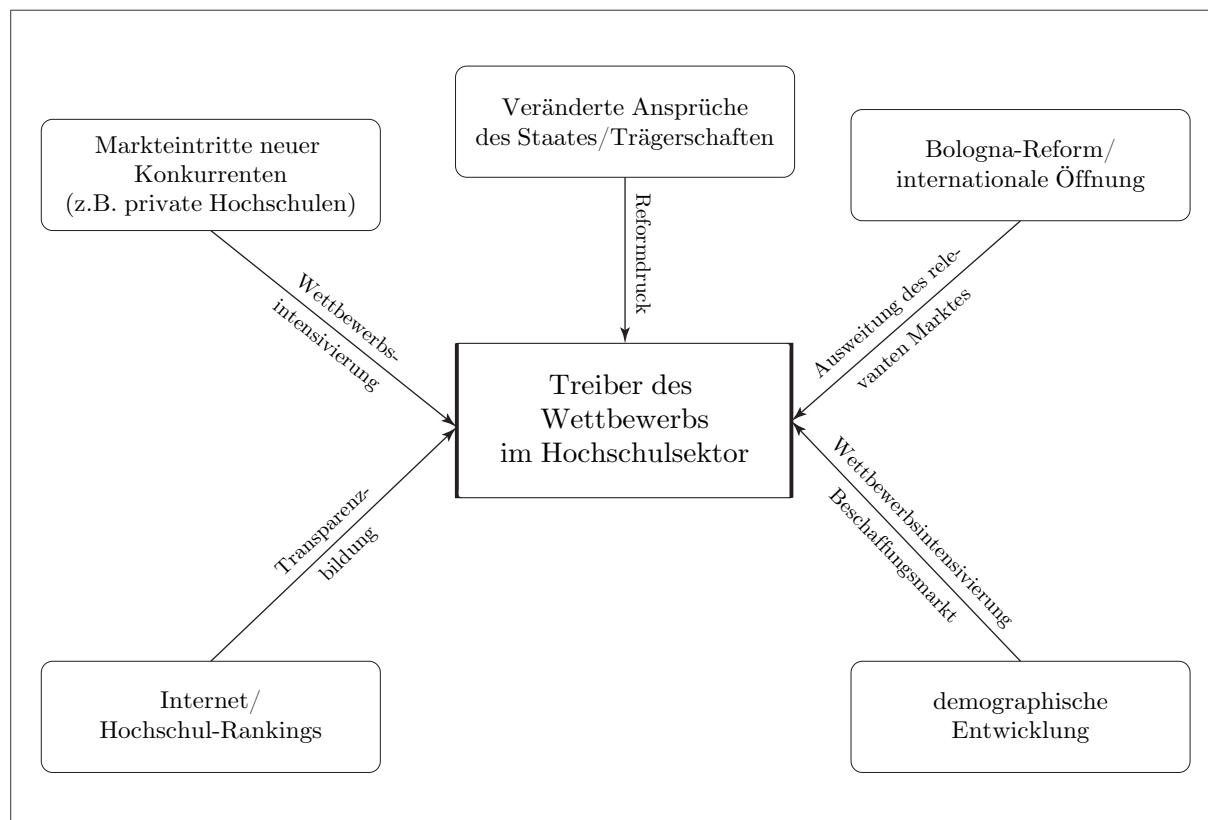 Veränderte Ansprüche
des Staates/Trägerschaften
Markteintritte neuer
Konkurrenten
(z.B. private Hochschulen)
Bologna-Reform/
internationale Öffnung
Wettbewerbs-
intensivierung
Reformdruck
Ausweitung des rele-
vanten Marktes
Treiber des
Wettbewerbs
im Hochschulsektor
Transparenz-
bildung
Wettbewerbsintensivierung
Beschaffungsmarkt
Internet/
Hochschul-Rankings
demographische
Entwicklung